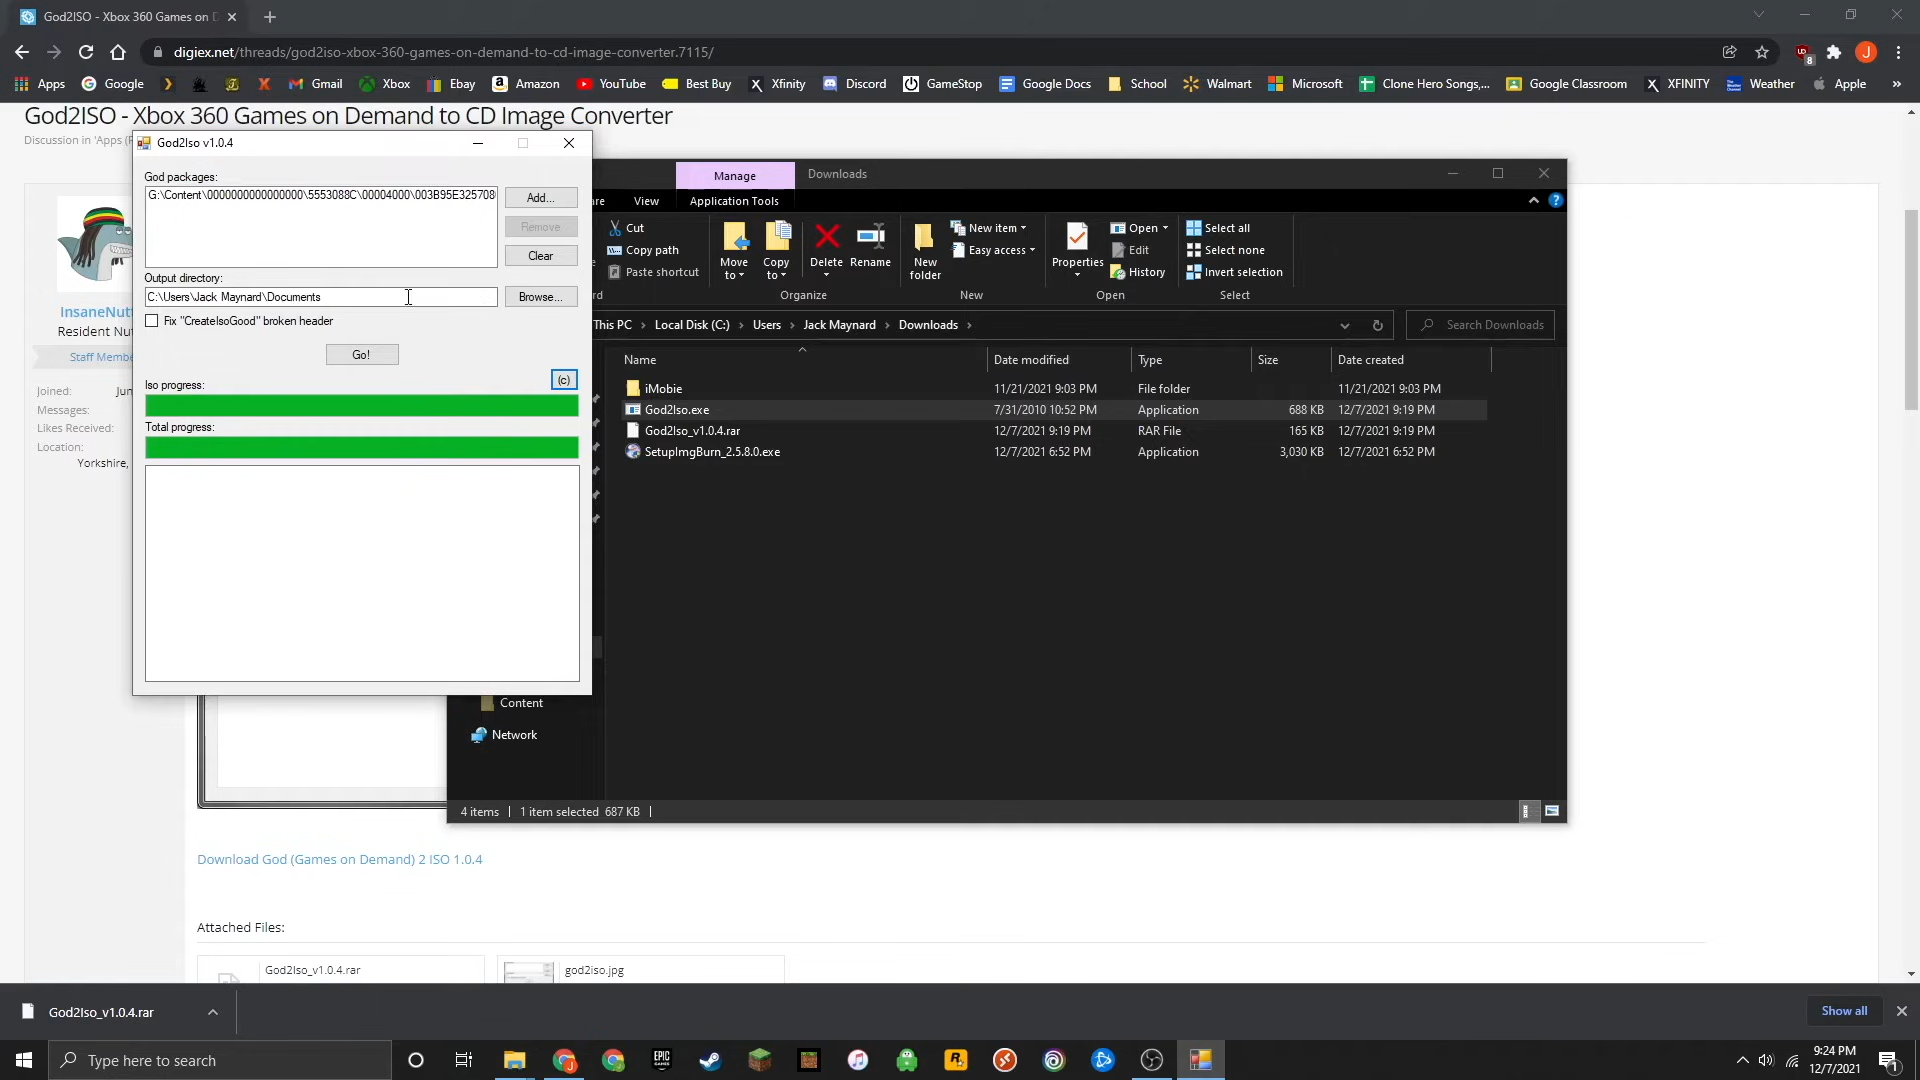 God2ISO - Xbox 360 Games on D
digiex.net/threads/god2iso-xbox-360-games-on-demand-to-cd-image-converter.7115/
8
J
Apps
Google
Gmail
Xbox
Ebay
Amazon
YouTube
Best Buy
Xfinity
Discord
GameStop
Google Docs
School
Walmart
Microsoft
Clone Hero Songs,...
Google Classroom
XFINITY
Weather
Apple
»
God2ISO - Xbox 360 Games on Demand to CD Image Converter
Discussion in 'Apps (F
InsaneNutt
Resident Nutt
Staff Membe
Joined:
Jun
Messages:
Likes Received:
Location:
Yorkshire,
God2Iso v1.0.4
God packages:
G:\Content\0000000000000000\5553088C\00004000\003B95E325708
Add...
Remove
Clear
Output directory:
C:\Users\Jack Maynard\Documents
Browse...
Fix "CreateIsoGood" broken header
Go!
(c)
Iso progress:
Total progress:
Manage
Downloads
are
View
Application Tools
Cut
Copy path
Paste shortcut
rd
Move to
Copy to
Delete
Rename
Organize
New folder
New item
Easy access
New
Properties
Open
Edit
History
Open
Select all
Select none
Invert selection
Select
This PC
Local Disk (C:)
Users
Jack Maynard
Downloads
Search Downloads
Name
Date modified
Type
Size
Date created
iMobie
11/21/2021 9:03 PM
File folder
11/21/2021 9:03 PM
God2Iso.exe
7/31/2010 10:52 PM
Application
688 KB
12/7/2021 9:19 PM
God2Iso_v1.0.4.rar
12/7/2021 9:19 PM
RAR File
165 KB
12/7/2021 9:19 PM
SetupImgBurn_2.5.8.0.exe
12/7/2021 6:52 PM
Application
3,030 KB
12/7/2021 6:52 PM
Content
Network
4 items
1 item selected 687 KB
Download God (Games on Demand) 2 ISO 1.0.4
Attached Files:
God2Iso_v1.0.4.rar
god2iso.jpg
God2Iso_v1.0.4.rar
Show all
Type here to search
EPIC GAMES
9:24 PM
12/7/2021
1